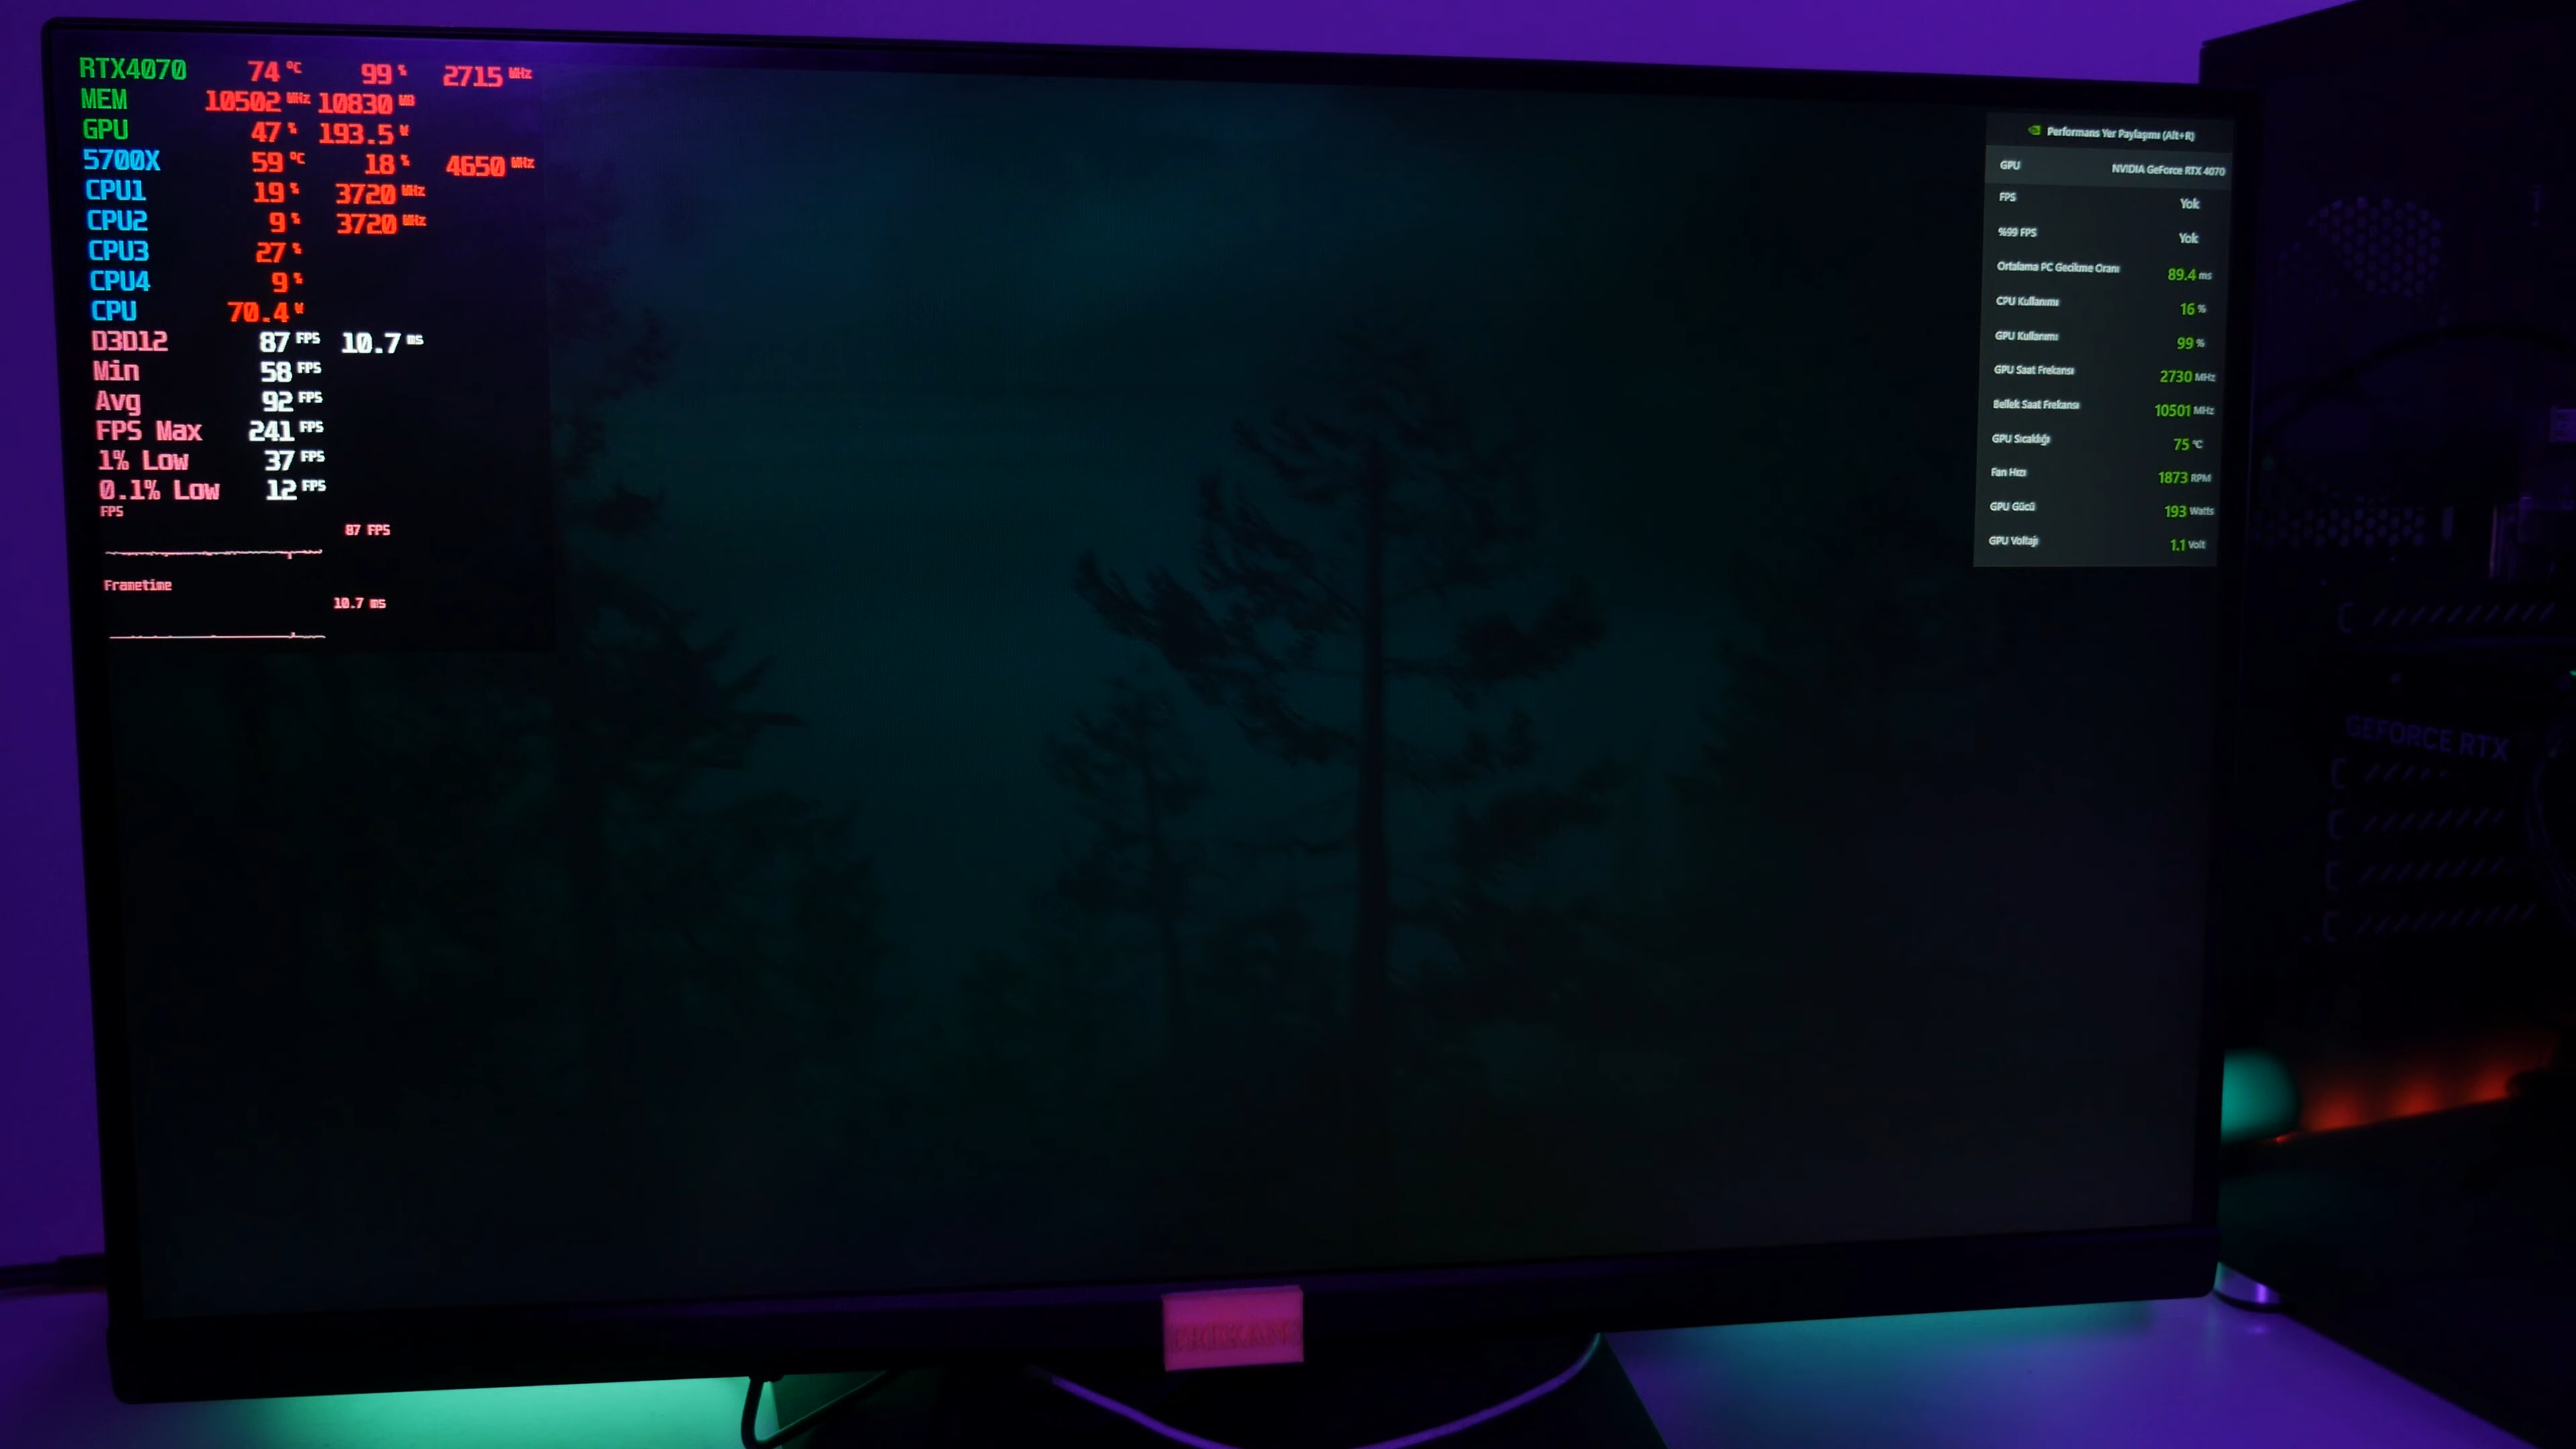 RTX4070 74 °C 99 % 2715 MHz
MEM 10502 MHz 10830 MB
GPU 47 % 193.5 W
5700X 59 °C 18 % 4650 MHz
CPU1 19 % 3720 MHz
CPU2 9 % 3720 MHz
CPU3 27 %
CPU4 9 %
CPU 70.4 W
D3D12 87 FPS 10.7 ms
Min 58 FPS
Avg 92 FPS
FPS Max 241 FPS
1% Low 37 FPS
0.1% Low 12 FPS
FPS
87 FPS
Frametime
10.7 ms
Performans Yer Paylaşımı (Alt+R)
GPU NVIDIA GeForce RTX 4070
FPS Yok
%99 FPS Yok
Ortalama PC Gecikme Oranı 89.4 ms
CPU Kullanımı 16 %
GPU Kullanımı 99 %
GPU Saat Frekansı 2730 MHz
Bellek Saat Frekansı 10501 MHz
GPU Sıcaklığı 75 °C
Fan Hızı 1873 RPM
GPU Gücü 193 Watts
GPU Voltajı 1.1 Volt
GEFORCE RTX